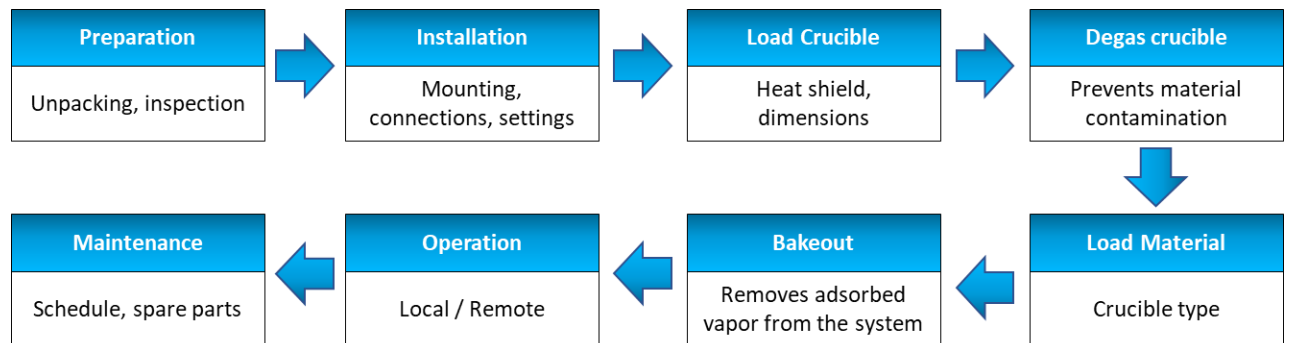 Preparation
Unpacking, inspection
Installation
Mounting,
connections, settings
Load Crucible
Heat shield,
dimensions
Degas crucible
Prevents material
contamination
Load Material
Crucible type
Bakeout
Removes adsorbed
vapor from the system
Operation
Local / Remote
Maintenance
Schedule, spare parts